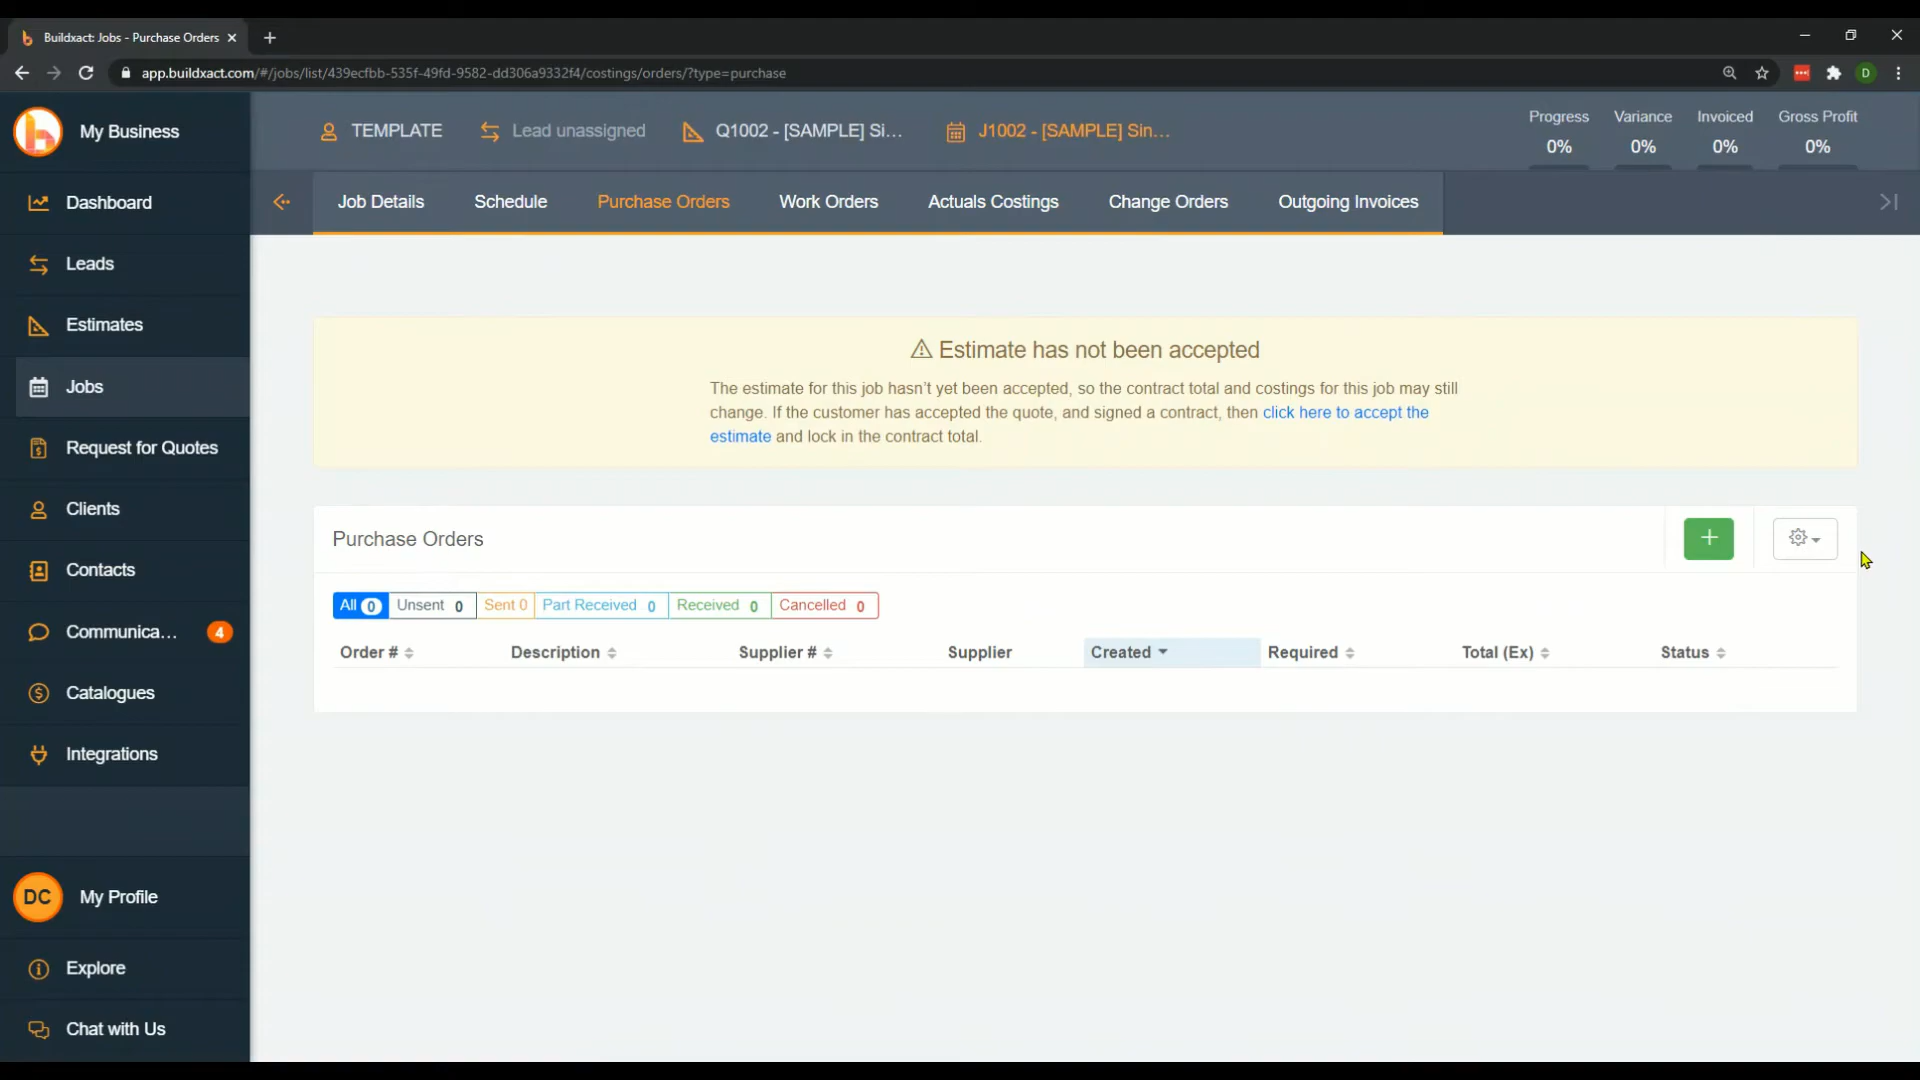 Buildxact: Jobs - Purchase Orders
app.buildxact.com/#/jobs/list/439ecfbb-535f-49fd-9582-dd306a9332f4/costings/orders/?type=purchase
D
My Business
TEMPLATE
Lead unassigned
Q1002 - [SAMPLE] Si...
J1002 - [SAMPLE] Sin...
Progress
0%
Variance
0%
Invoiced
0%
Gross Profit
0%
Job Details
Schedule
Purchase Orders
Work Orders
Actuals Costings
Change Orders
Outgoing Invoices
Dashboard
Leads
Estimates
Jobs
Request for Quotes
Clients
Contacts
Communica... 4
Catalogues
Integrations
DC My Profile
Explore
Chat with Us
Estimate has not been accepted
The estimate for this job hasn't yet been accepted, so the contract total and costings for this job may still
change. If the customer has accepted the quote, and signed a contract, then click here to accept the
estimate and lock in the contract total.
Purchase Orders
All 0 Unsent 0 Sent 0 Part Received 0 Received 0 Cancelled 0
Order # Description Supplier # Supplier Created Required Total (Ex) Status